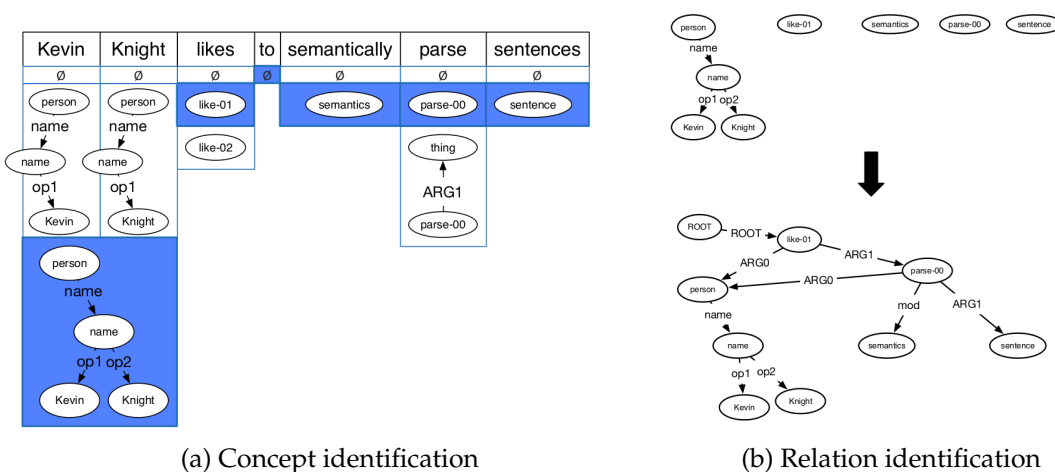 Kevin Knight likes to semantically parse sentences
Ø Ø Ø Ø Ø Ø Ø
person person like-01 semantics parse-00 sentence
name name
like-02 thing
name name
op1 op1 ARG1
Kevin Knight parse-00
person
name
name
op1 op2
Kevin Knight
(a) Concept identification
person like-01 semantics parse-00 sentence
name
name
op1 op2
Kevin Knight
ROOT ROOT like-01
ARG0 ARG1
parse-00
person ARG0
name mod ARG1
name semantics sentence
op1 op2
Kevin Knight
(b) Relation identification